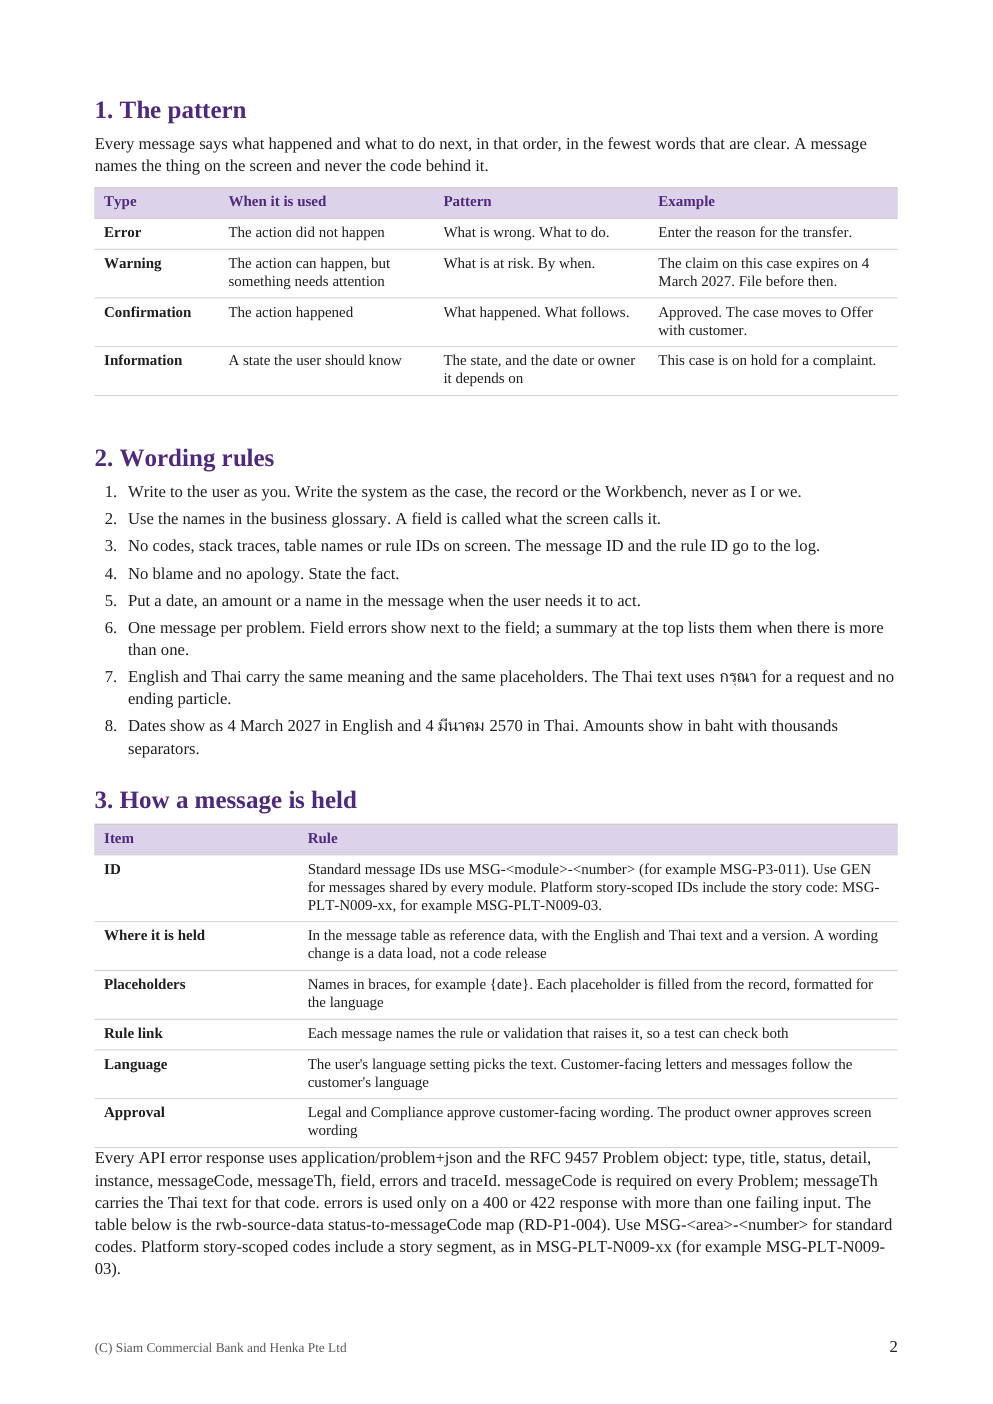 1. The pattern
Every message says what happened and what to do next, in that order, in the fewest words that are clear. A message
names the thing on the screen and never the code behind it.
Type When it is used Pattern Example
Error The action did not happen What is wrong. What to do. Enter the reason for the transfer.
Warning The action can happen, but What is at risk. By when. The claim on this case expires on 4
something needs attention March 2027. File before then.
Confirmation The action happened What happened. What follows. Approved. The case moves to Offer
with customer.
Information A state the user should know The state, and the date or owner This case is on hold for a complaint.
it depends on
2. Wording rules
1. Write to the user as you. Write the system as the case, the record or the Workbench, never as I or we.
2. Use the names in the business glossary. A field is called what the screen calls it.
3. No codes, stack traces, table names or rule IDs on screen. The message ID and the rule ID go to the log.
4. No blame and no apology. State the fact.
5. Put a date, an amount or a name in the message when the user needs it to act.
6. One message per problem. Field errors show next to the field; a summary at the top lists them when there is more
than one.
7. English and Thai carry the same meaning and the same placeholders. The Thai text uses กรุณา for a request and no
ending particle.
8. Dates show as 4 March 2027 in English and 4 มีนาคม 2570 in Thai. Amounts show in baht with thousands
separators.
3. How a message is held
Item Rule
ID Standard message IDs use MSG-<module>-<number> (for example MSG-P3-011). Use GEN
for messages shared by every module. Platform story-scoped IDs include the story code: MSG-
PLT-N009-xx, for example MSG-PLT-N009-03.
Where it is held In the message table as reference data, with the English and Thai text and a version. A wording
change is a data load, not a code release
Placeholders Names in braces, for example {date}. Each placeholder is filled from the record, formatted for
the language
Rule link Each message names the rule or validation that raises it, so a test can check both
Language The user's language setting picks the text. Customer-facing letters and messages follow the
customer's language
Approval Legal and Compliance approve customer-facing wording. The product owner approves screen
wording
Every API error response uses application/problem+json and the RFC 9457 Problem object: type, title, status, detail,
instance, messageCode, messageTh, field, errors and traceId. messageCode is required on every Problem; messageTh
carries the Thai text for that code. errors is used only on a 400 or 422 response with more than one failing input. The
table below is the rwb-source-data status-to-messageCode map (RD-P1-004). Use MSG-<area>-<number> for standard
codes. Platform story-scoped codes include a story segment, as in MSG-PLT-N009-xx (for example MSG-PLT-N009-
03).
(C) Siam Commercial Bank and Henka Pte Ltd 2